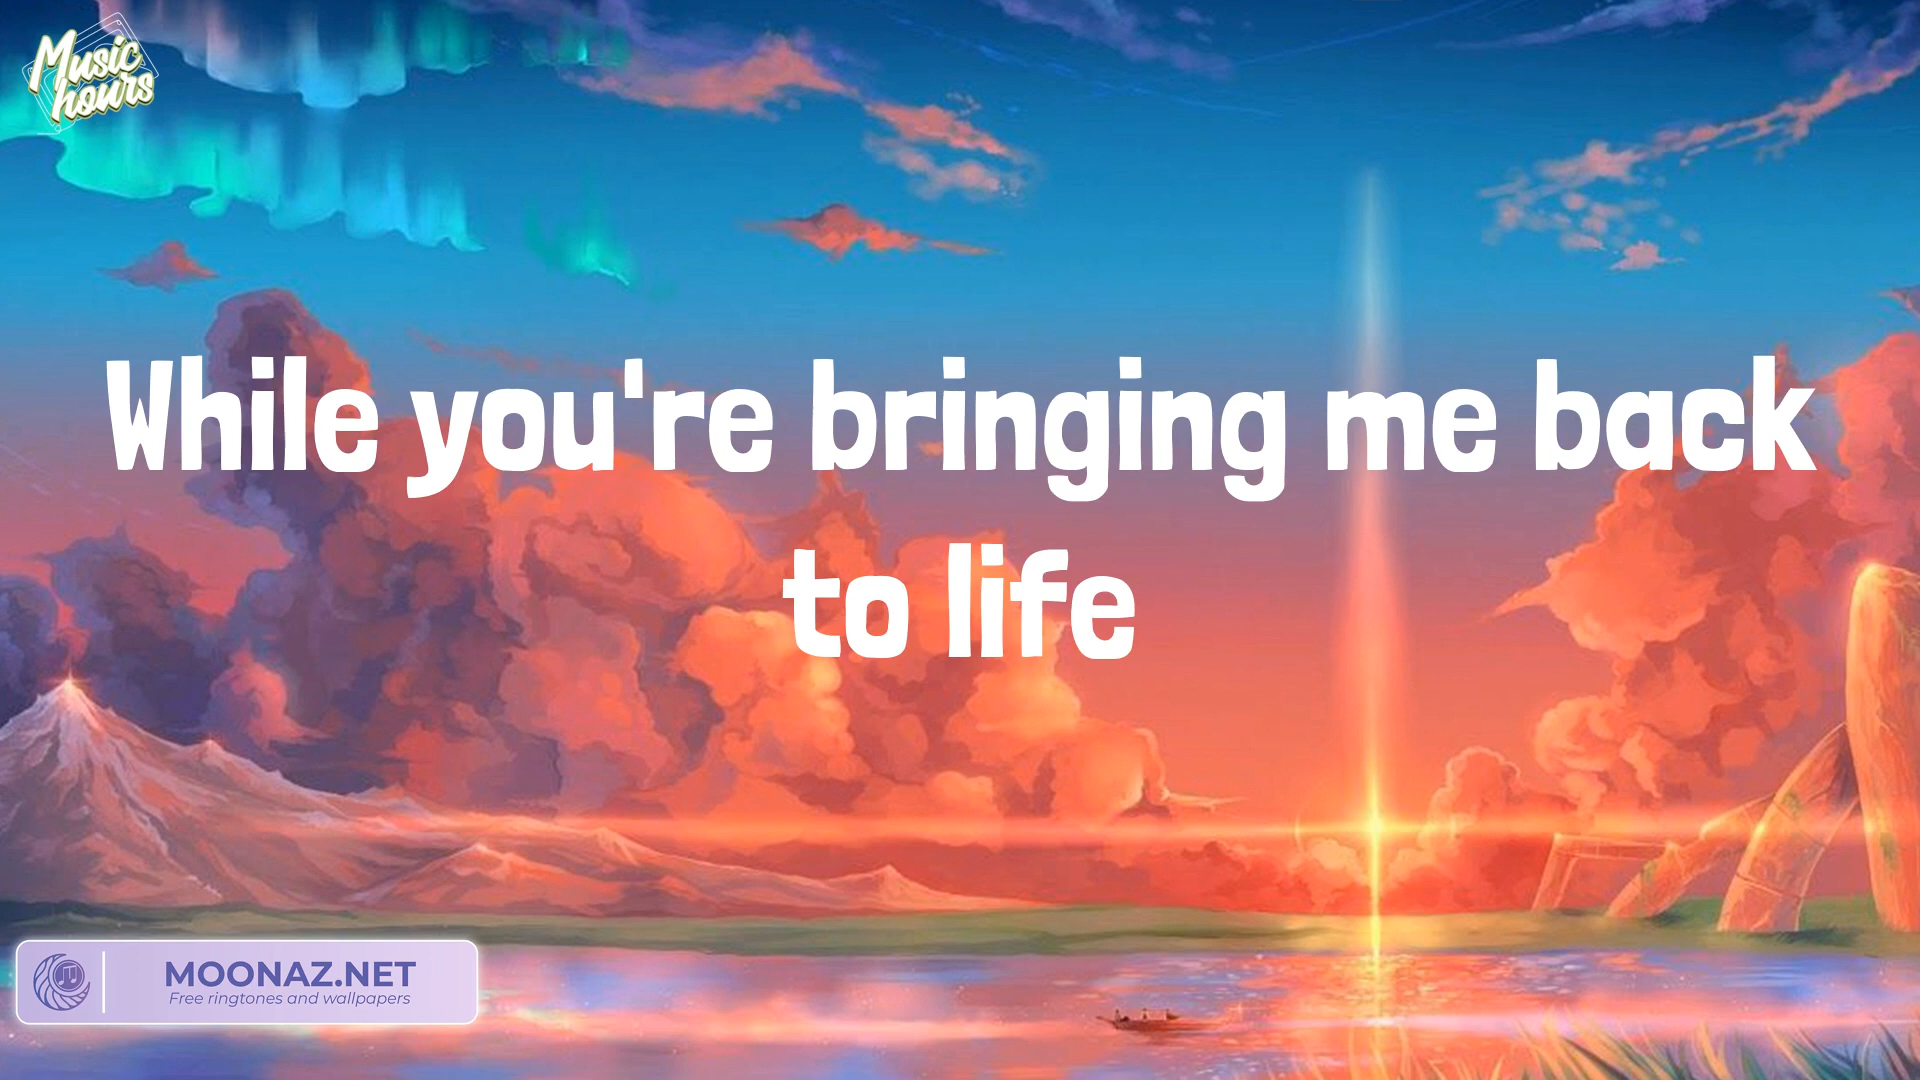 Music
hours
While you're bringing me back
to life
MOONAZ.NET
Free ringtones and wallpapers